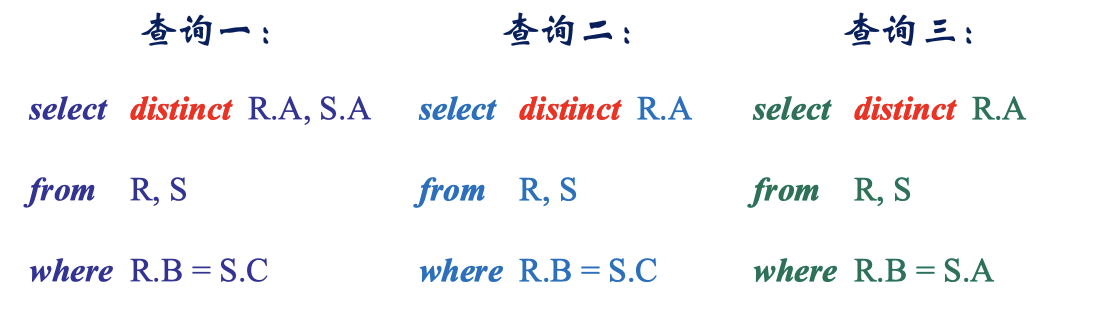 查询一：
select distinct R.A, S.A
from R, S
where R.B = S.C
查询二：
select distinct R.A
from R, S
where R.B = S.C
查询三：
select distinct R.A
from R, S
where R.B = S.A